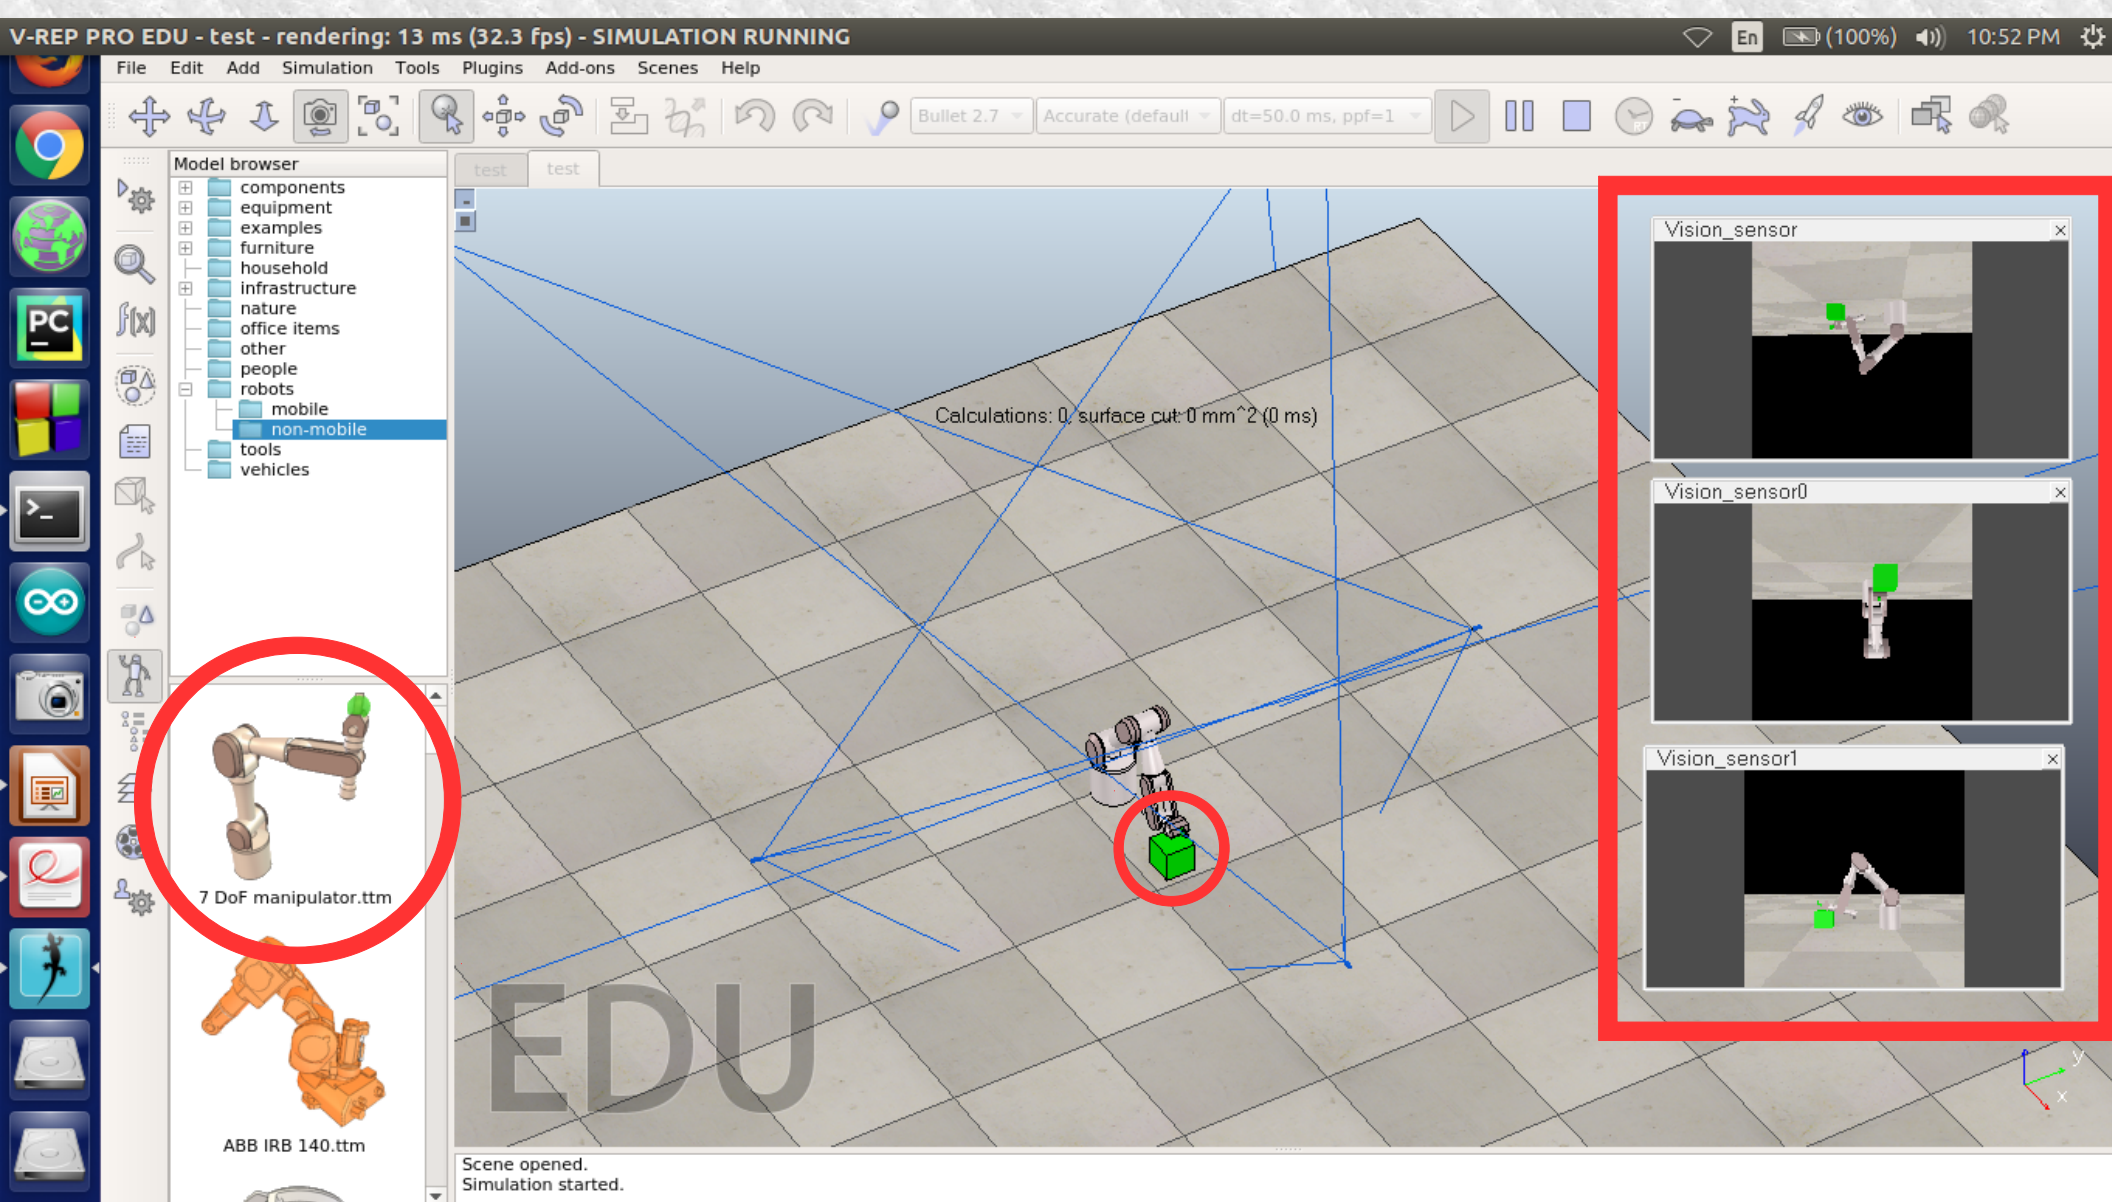 V-REP PRO EDU - test - rendering: 13 ms (32.3 fps) - SIMULATION RUNNING
En (100%) 10:52 PM
File Edit Add Simulation Tools Plugins Add-ons Scenes Help
Bullet 2.7 Accurate (default dt=50.0 ms, ppf=1
RT
Model browser
components
equipment
examples
furniture
household
infrastructure
nature
office items
other
people
robots
mobile
non-mobile
tools
vehicles
7 DoF manipulator.ttm
ABB IRB 140.ttm
PC
f(x)
test test
Calculations: 0, surface cut: 0 mm^2 (0 ms)
Vision_sensor
Vision_sensor0
Vision_sensor1
EDU
y
x
Scene opened.
Simulation started.